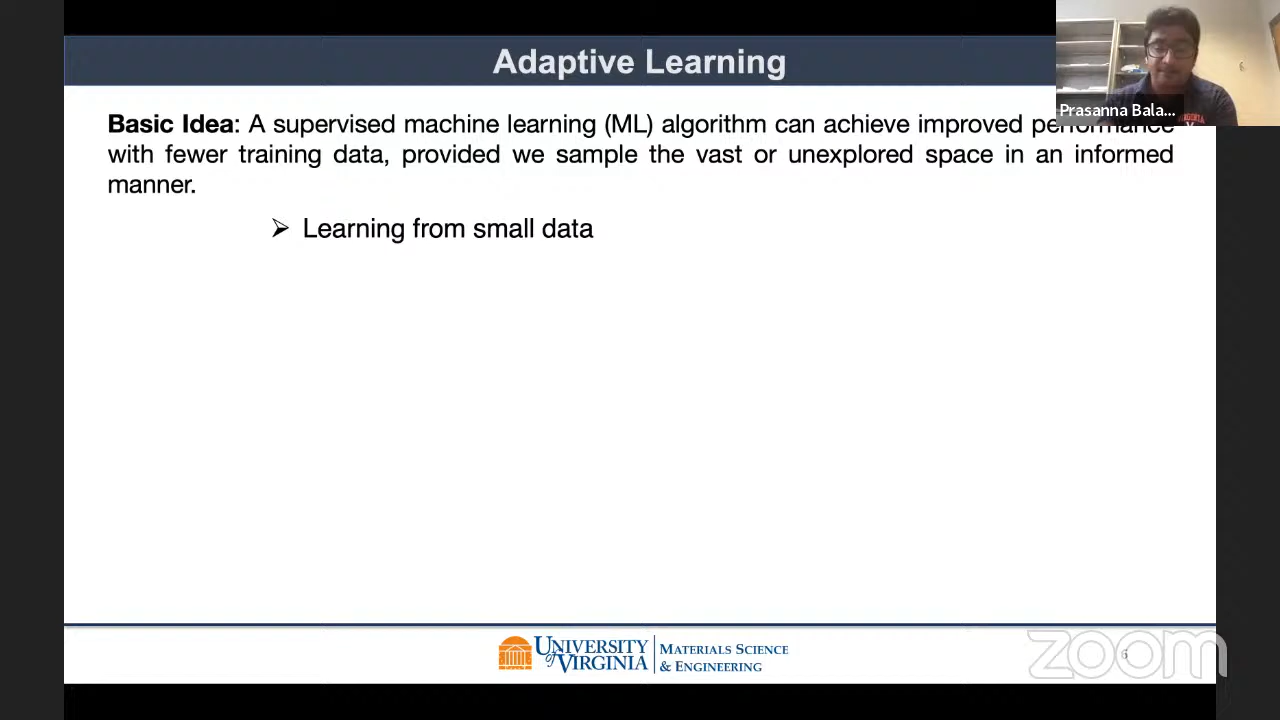 Adaptive Learning
Prasanna Bala...
Basic Idea: A supervised machine learning (ML) algorithm can achieve improved performance
with fewer training data, provided we sample the vast or unexplored space in an informed
manner.
➢ Learning from small data
UNIVERSITY of VIRGINIA
MATERIALS SCIENCE
& ENGINEERING
6
zoom